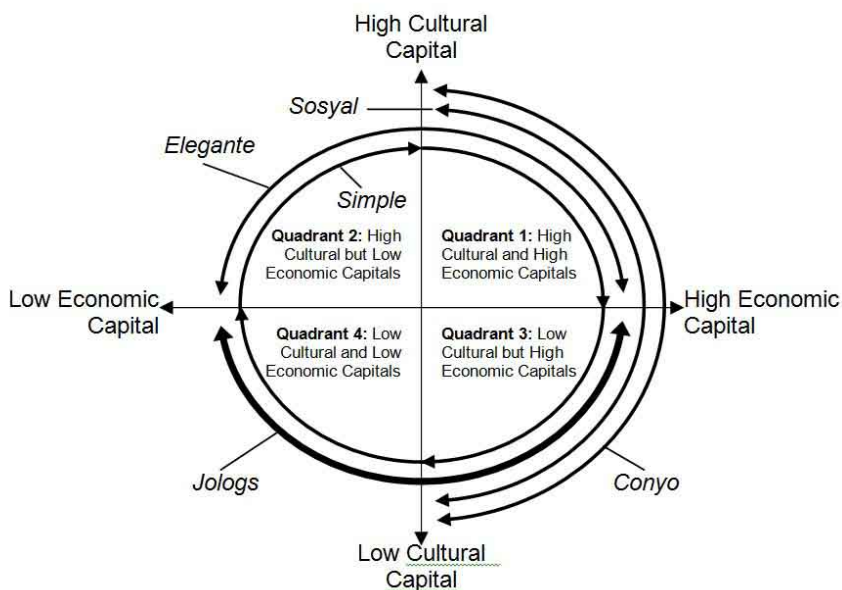 High Cultural
Capital
Sosyal
Elegante
Simple
Quadrant 2: High
Cultural but Low
Economic Capitals
Quadrant 1: High
Cultural and High
Economic Capitals
Low Economic
Capital
High Economic
Capital
Quadrant 4: Low
Cultural and Low
Economic Capitals
Quadrant 3: Low
Cultural but High
Economic Capitals
Jologs
Conyo
Low Cultural
Capital